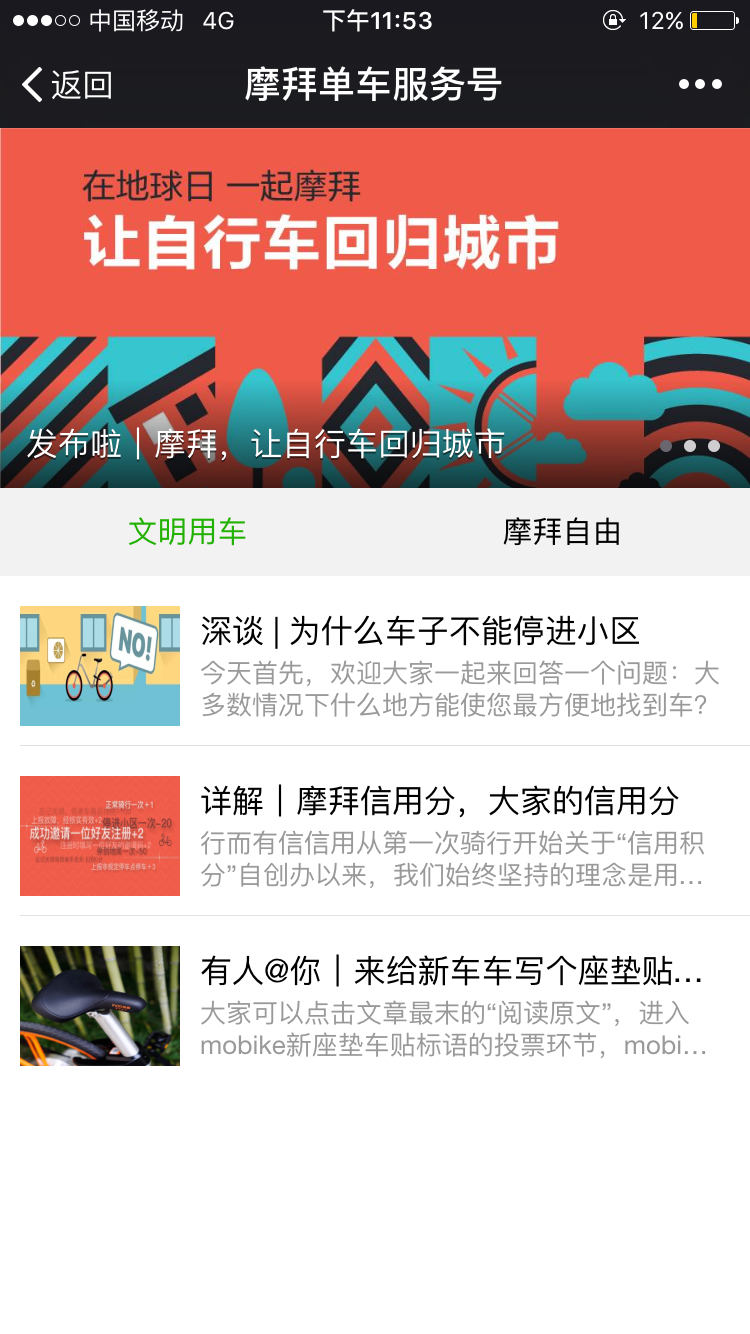 中国移动 4G 下午11:53 12%
返回 摩拜单车服务号
在地球日 一起摩拜
让自行车回归城市
发布啦｜摩拜，让自行车回归城市
文明用车 摩拜自由
NO!
深谈 | 为什么车子不能停进小区
今天首先，欢迎大家一起来回答一个问题：大
多数情况下什么地方能使您最方便地找到车?
正常骑行一次+1
停进小区一次-20
成功邀请一位好友注册+2
详解｜摩拜信用分，大家的信用分
行而有信信用从第一次骑行开始关于“信用积
分”自创办以来，我们始终坚持的理念是用...
有人@你｜来给新车车写个座垫贴...
大家可以点击文章最末的“阅读原文”，进入
mobike新座垫车贴标语的投票环节，mobi...